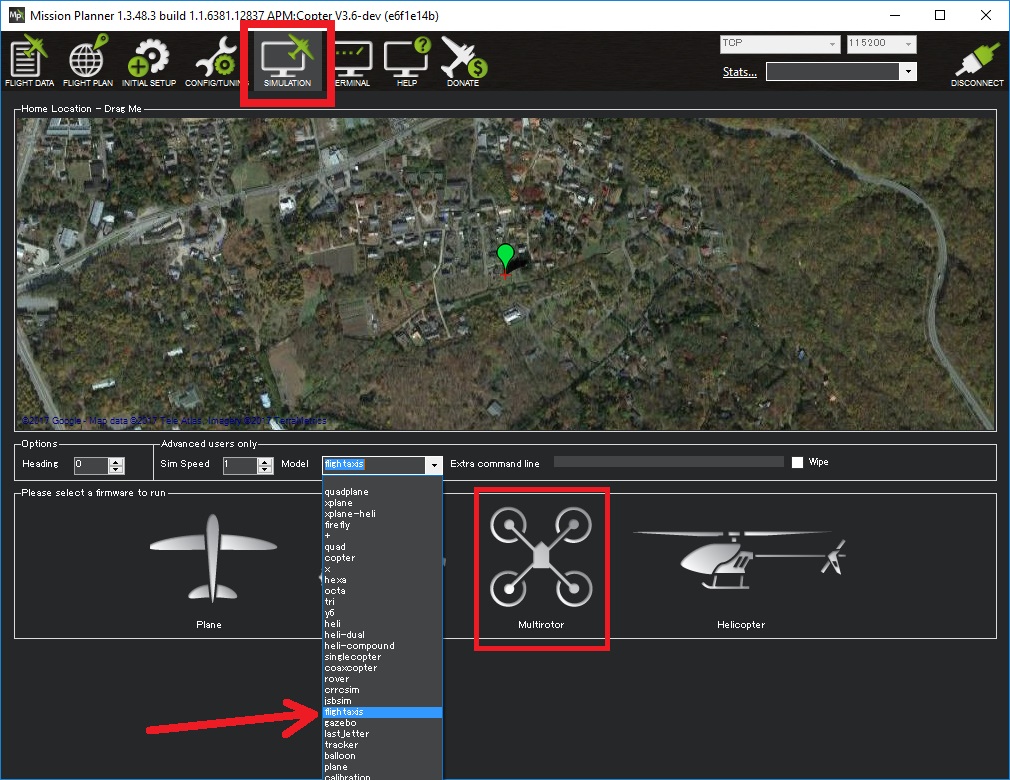 Mission Planner 1.3.48.3 build 1.1.6381.12837 APM:Copter V3.6-dev (e6f1e14b)
FLIGHT DATA FLIGHT PLAN INITIAL SETUP CONFIG/TUNING SIMULATION TERMINAL HELP DONATE
TCP 115200
Stats...
DISCONNECT
Home Location - Drag Me
©2017 Google - Map data ©2017 Tele Atlas, Imagery ©2017 TerraMetrics
Options Advanced users only
Heading 0 Sim Speed 1 Model flightaxis Extra command line Wipe
Please select a firmware to run
quadplane
xplane
xplane-heli
firefly
+
quad
copter
x
hexa
octa
tri
y6
heli
heli-dual
heli-compound
singlecopter
coaxcopter
rover
crrcsim
jsbsim
flightaxis
gazebo
last_letter
tracker
balloon
plane
calibration
Plane Multirotor Helicopter